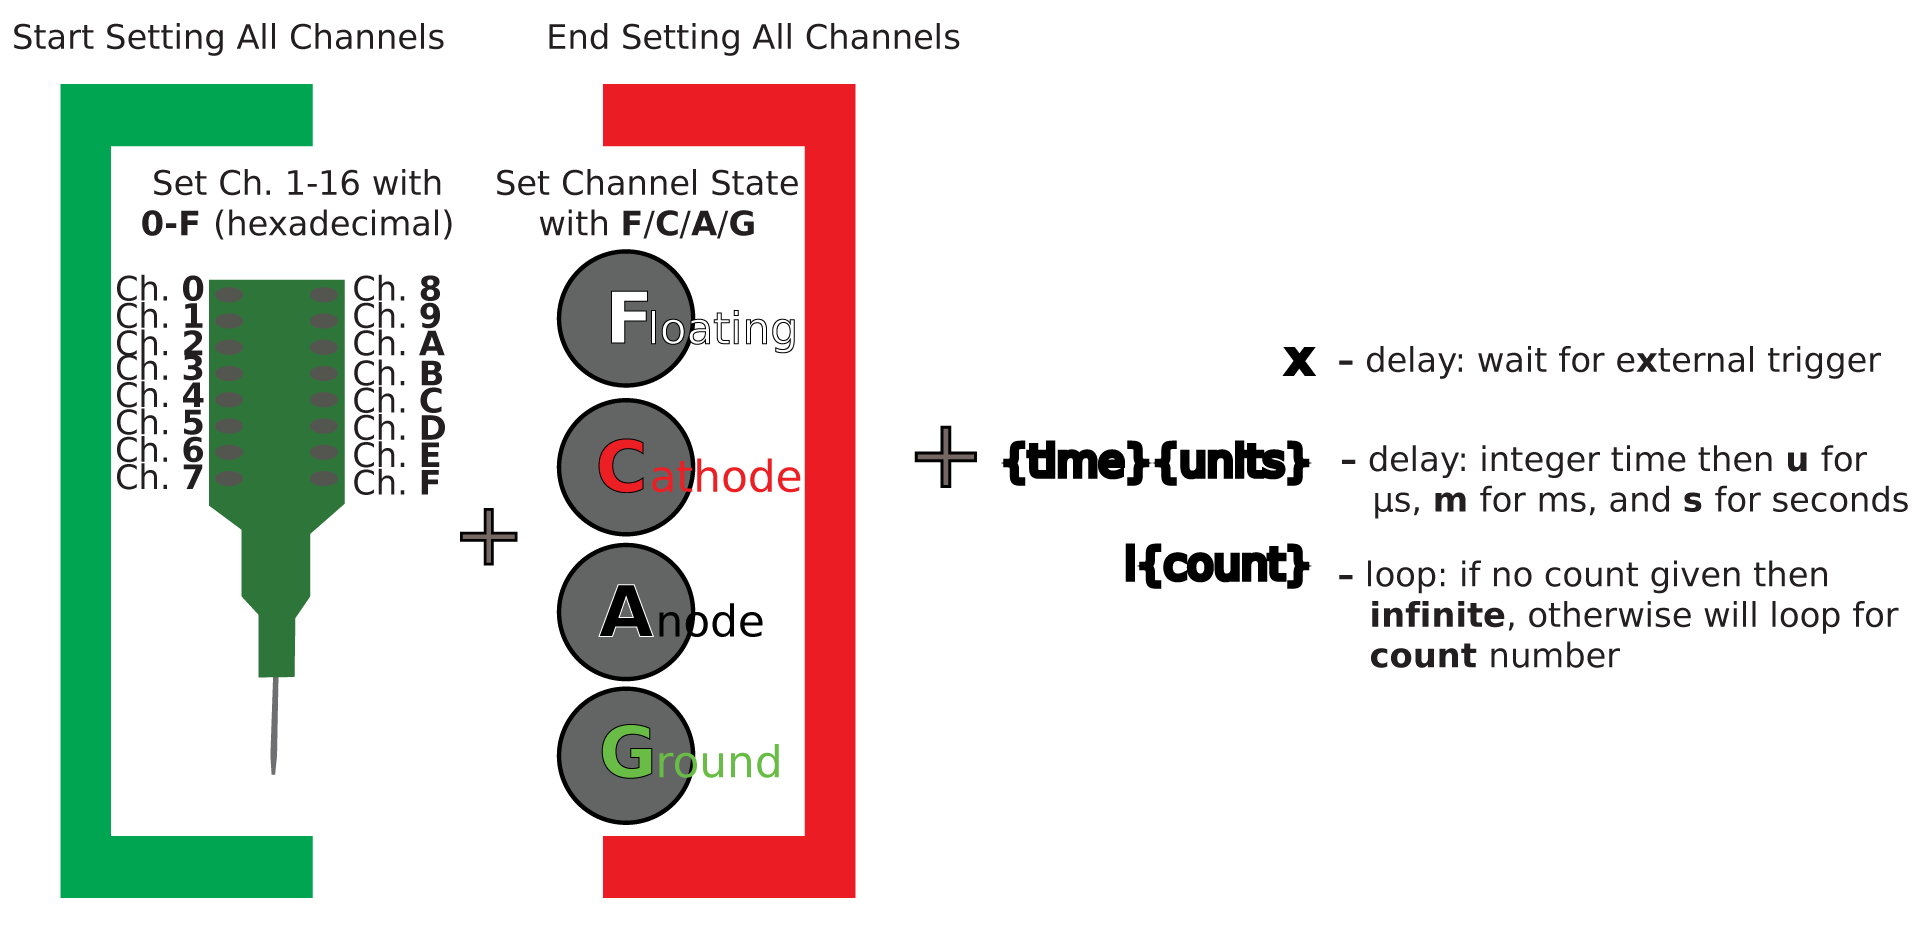 Start Setting All Channels
End Setting All Channels
Set Ch. 1-16 with
0-F (hexadecimal)
Ch. 0
Ch. 1
Ch. 2
Ch. 3
Ch. 4
Ch. 5
Ch. 6
Ch. 7
Ch. 8
Ch. 9
Ch. A
Ch. B
Ch. C
Ch. D
Ch. E
Ch. F
+
Set Channel State
with F/C/A/G
Floating
Cathode
Anode
Ground
+
x – delay: wait for external trigger
{time}{units} – delay: integer time then u for
µs, m for ms, and s for seconds
l{count} – loop: if no count given then
infinite, otherwise will loop for
count number